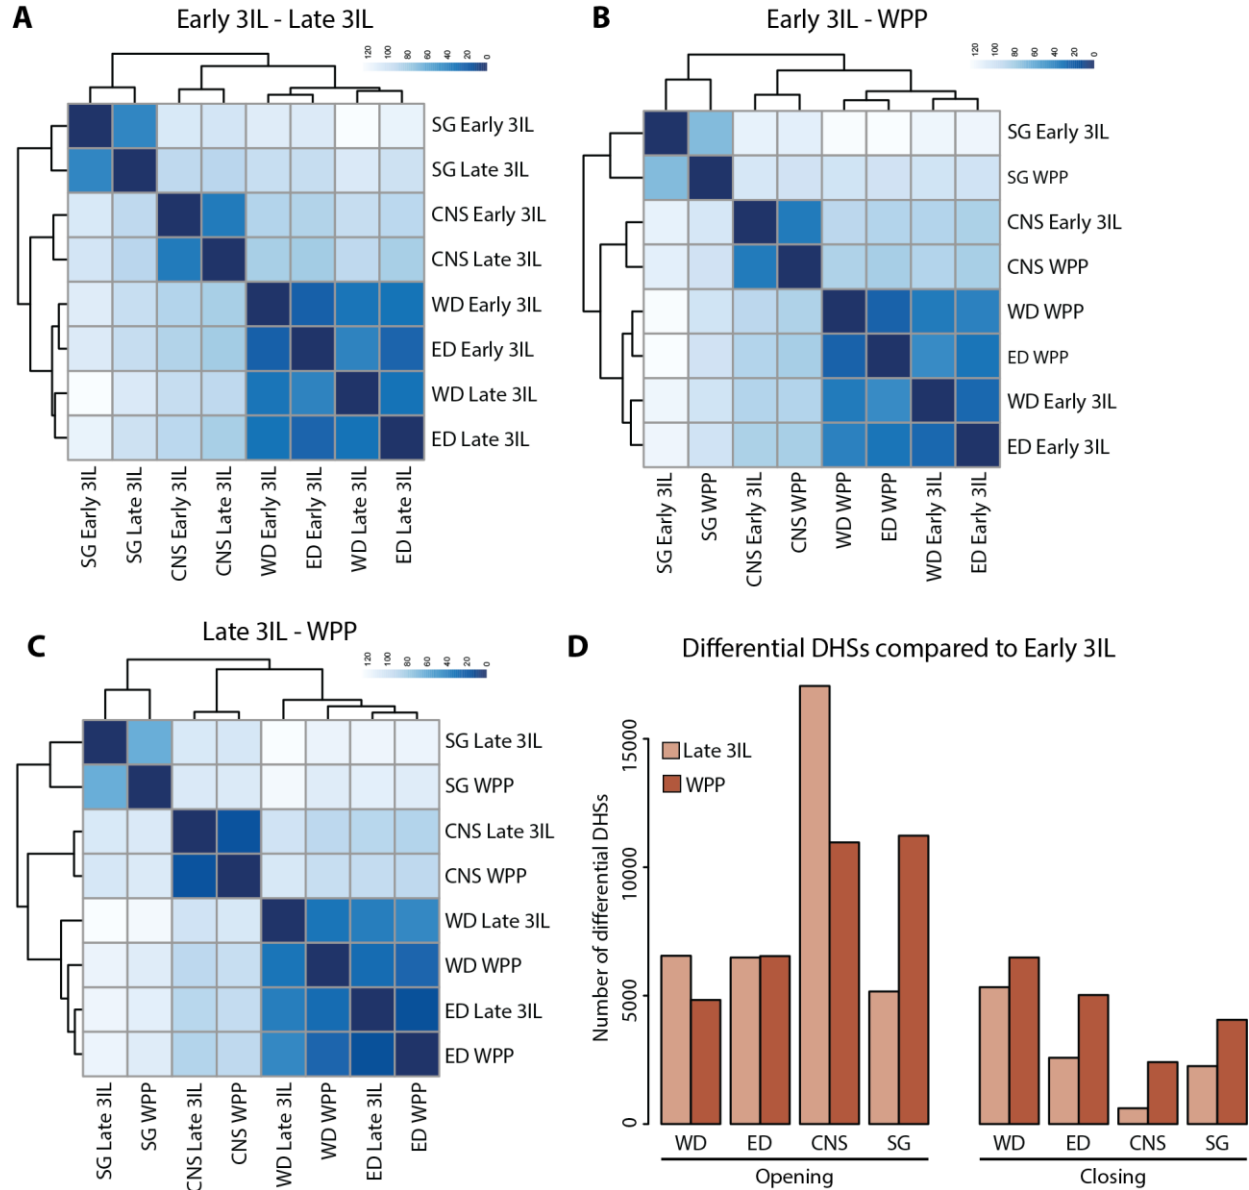 A
Early 3IL - Late 3IL
120 100 80 60 40 20 0
SG Early 3IL
SG Late 3IL
CNS Early 3IL
CNS Late 3IL
WD Early 3IL
ED Early 3IL
WD Late 3IL
ED Late 3IL
SG Early 3IL
SG Late 3IL
CNS Early 3IL
CNS Late 3IL
WD Early 3IL
ED Early 3IL
WD Late 3IL
ED Late 3IL
B
Early 3IL - WPP
120 100 80 60 40 20 0
SG Early 3IL
SG WPP
CNS Early 3IL
CNS WPP
WD WPP
ED WPP
WD Early 3IL
ED Early 3IL
SG Early 3IL
SG WPP
CNS Early 3IL
CNS WPP
WD WPP
ED WPP
WD Early 3IL
ED Early 3IL
C
Late 3IL - WPP
120 100 80 60 40 20 0
SG Late 3IL
SG WPP
CNS Late 3IL
CNS WPP
WD Late 3IL
WD WPP
ED Late 3IL
ED WPP
SG Late 3IL
SG WPP
CNS Late 3IL
CNS WPP
WD Late 3IL
WD WPP
ED Late 3IL
ED WPP
D
Differential DHSs compared to Early 3IL
Number of differential DHSs
15000
10000
5000
0
Late 3IL
WPP
WD ED CNS SG
Opening
WD ED CNS SG
Closing